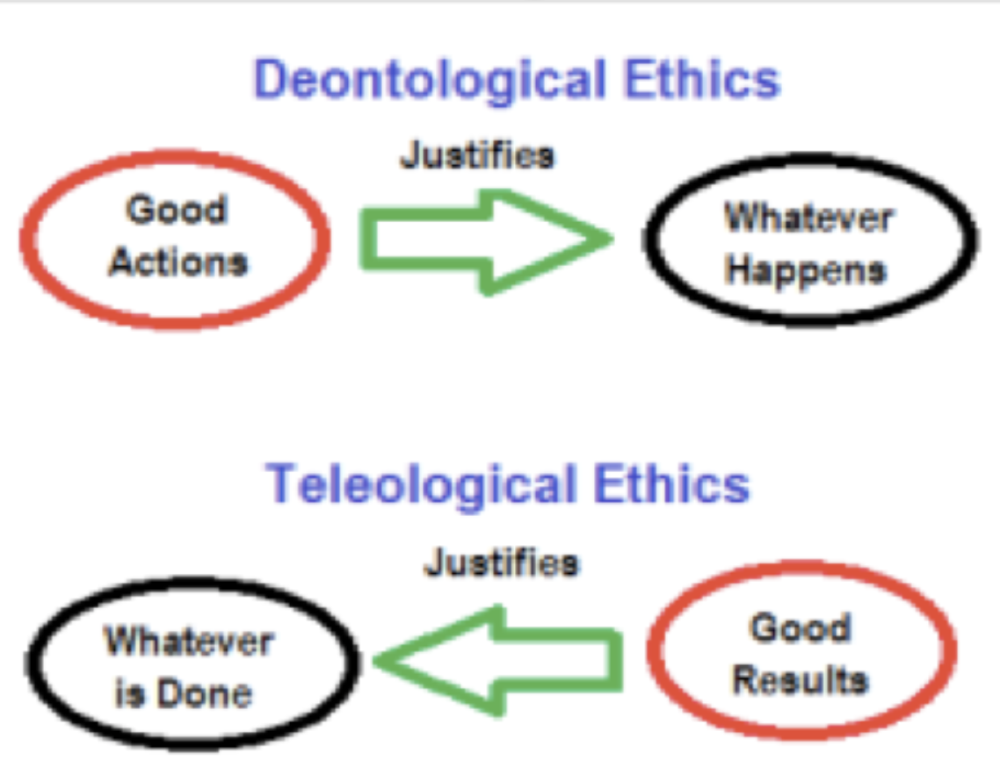 Deontological Ethics
Justifies
Good
Actions
Whatever
Happens
Teleological Ethics
Justifies
Whatever
is Done
Good
Results